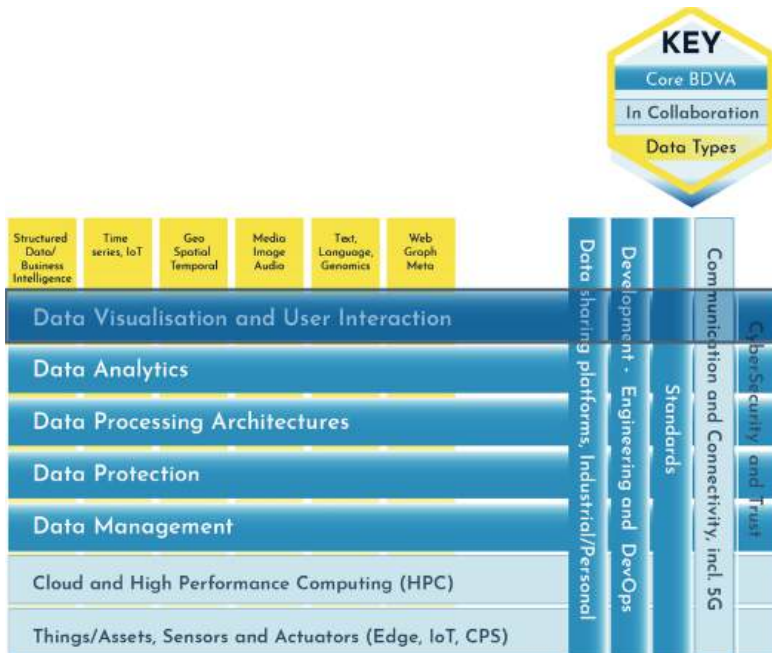 KEY
Core BDVA
In Collaboration
Data Types
Structured
Data/
Business
Intelligence
Time
series, IoT
Geo
Spatial
Temporal
Media
Image
Audio
Text,
Language,
Genomics
Web
Graph
Meta
Data Visualisation and User Interaction
Data Analytics
Data Processing Architectures
Data Protection
Data Management
Cloud and High Performance Computing (HPC)
Things/Assets, Sensors and Actuators (Edge, IoT, CPS)
Data sharing platforms, Industrial/Personal
Development - Engineering and DevOps
Standards
Communication and Connectivity, incl. 5G
CyberSecurity and Trust